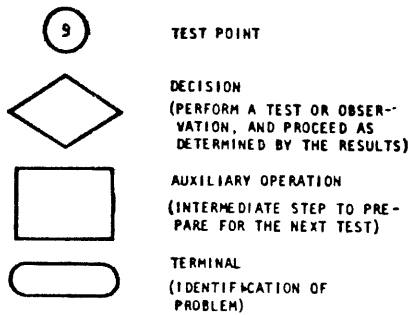 9 TEST POINT
DECISION
(PERFORM A TEST OR OBSER-
VATION, AND PROCEED AS
DETERMINED BY THE RESULTS)
AUXILIARY OPERATION
(INTERMEDIATE STEP TO PRE-
PARE FOR THE NEXT TEST)
TERMINAL
(IDENTIFICATION OF
PROBLEM)